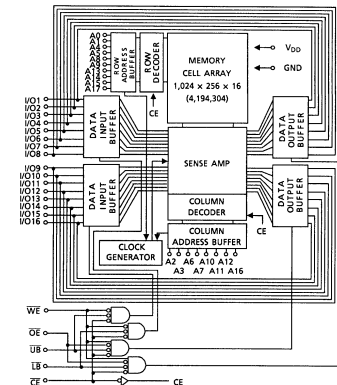 A0
A1
A4
A5
A8
A9
A13
A14
A15
A17
ROW ADDRESS BUFFER
ROW DECODER
CE
MEMORY
CELL ARRAY
1,024 × 256 × 16
(4,194,304)
VDD
GND
I/O1
I/O2
I/O3
I/O4
I/O5
I/O6
I/O7
I/O8
DATA INPUT BUFFER
DATA OUTPUT BUFFER
SENSE AMP
I/O9
I/O10
I/O11
I/O12
I/O13
I/O14
I/O15
I/O16
DATA INPUT BUFFER
DATA OUTPUT BUFFER
COLUMN
DECODER
CE
COLUMN
ADDRESS BUFFER
CLOCK
GENERATOR
A2 A6 A10 A12
A3 A7 A11 A16
WE
OE
UB
LB
CE
CE